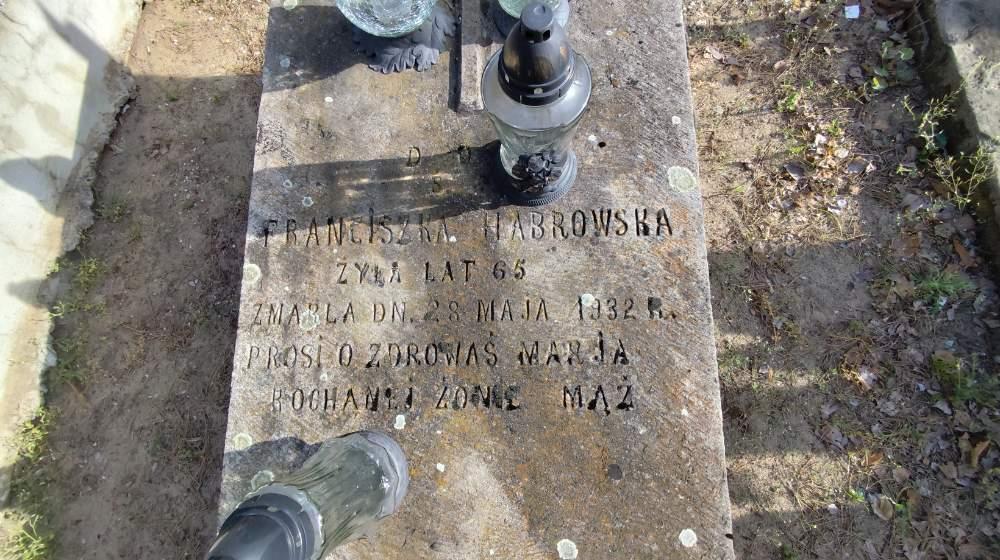 D O
S
FRANCISZKA HABROWSKA
ŻYŁA LAT 65
ZMARŁA DN. 28 MAJA 1932 R.
PROSI O ZDROWAŚ MARJA
KOCHANEJ ŻONIE MĄŻ